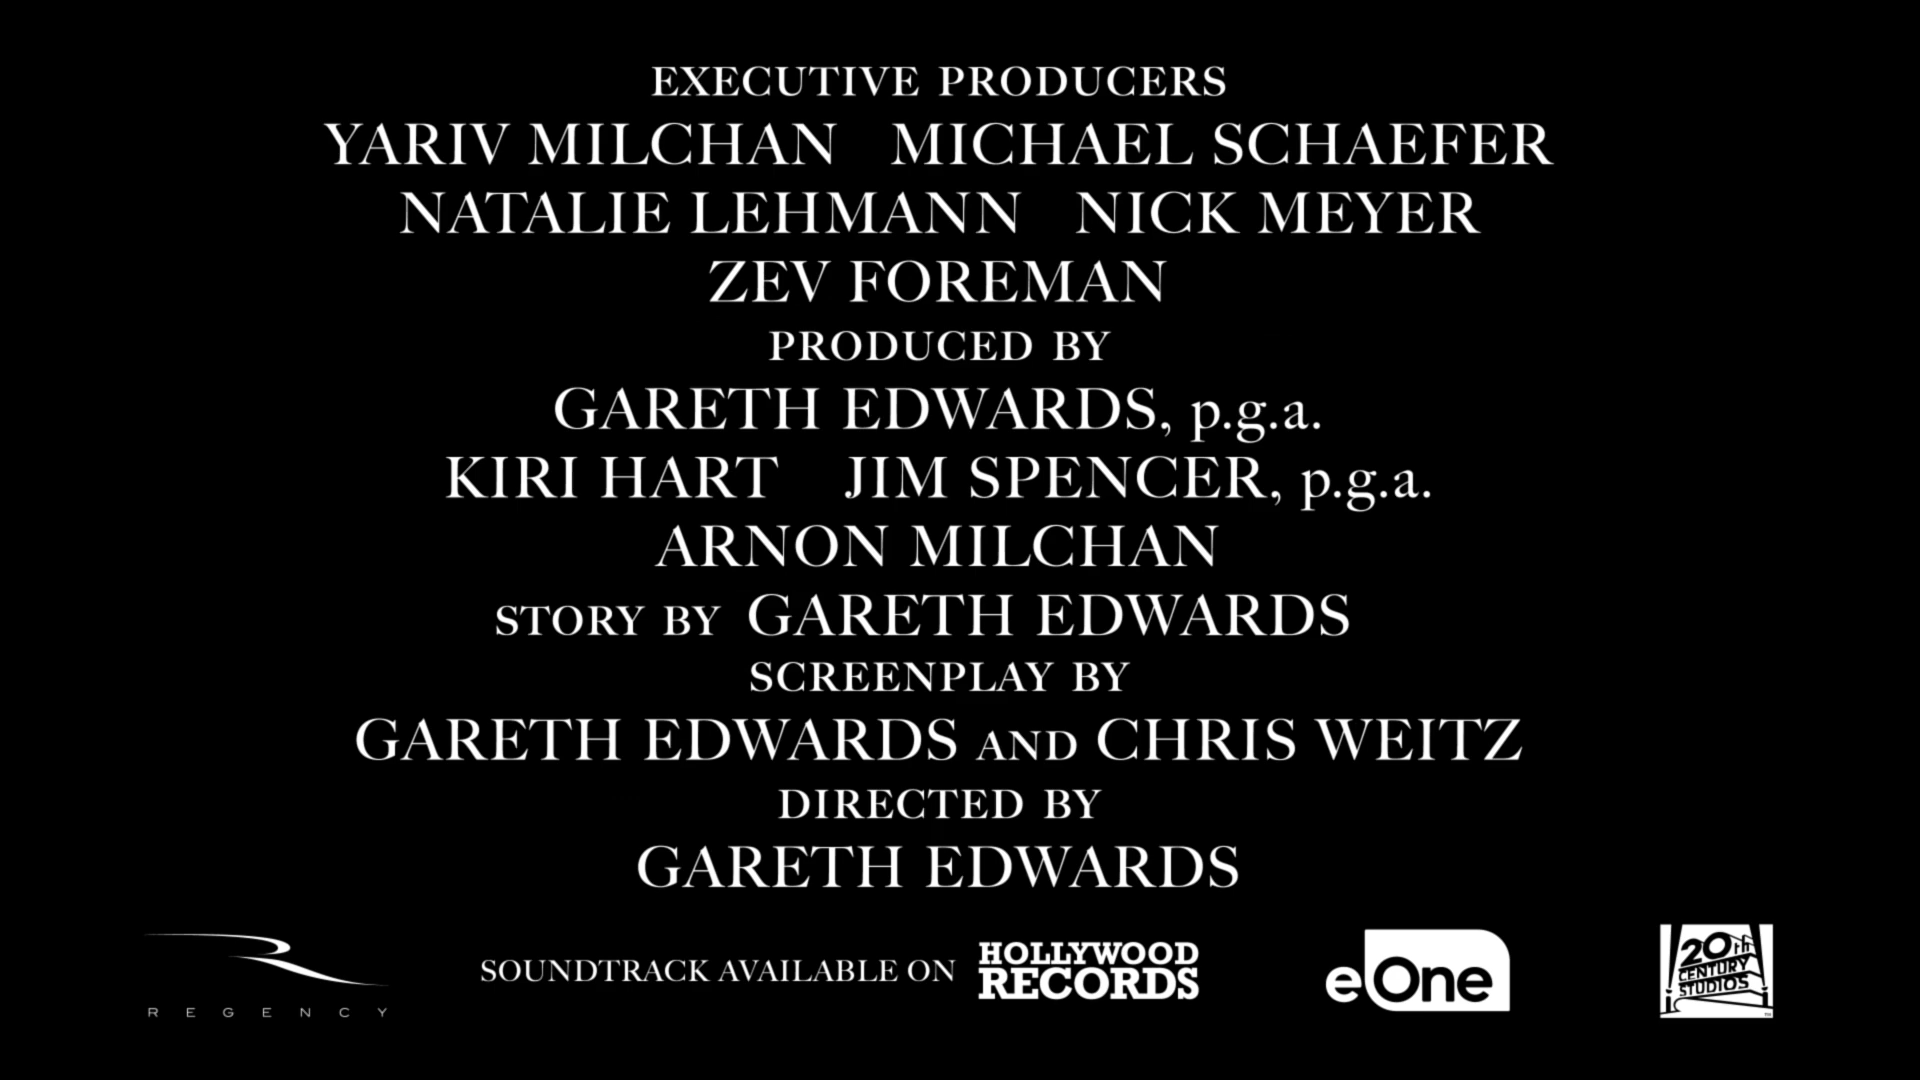 EXECUTIVE PRODUCERS
YARIV MILCHAN MICHAEL SCHAEFER
NATALIE LEHMANN NICK MEYER
ZEV FOREMAN
PRODUCED BY
GARETH EDWARDS, p.g.a.
KIRI HART JIM SPENCER, p.g.a.
ARNON MILCHAN
STORY BY GARETH EDWARDS
SCREENPLAY BY
GARETH EDWARDS AND CHRIS WEITZ
DIRECTED BY
GARETH EDWARDS
REGENCY
SOUNDTRACK AVAILABLE ON
HOLLYWOOD
RECORDS
eOne
20th
CENTURY
STUDIOS
TM